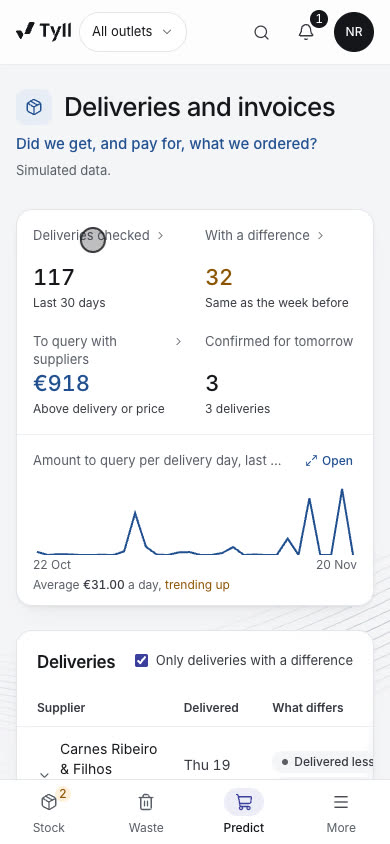 Tyll
All outlets
1
NR
Deliveries and invoices
Did we get, and pay for, what we ordered?
Simulated data.
Deliveries checked
With a difference
117
32
Last 30 days
Same as the week before
To query with
suppliers
Confirmed for tomorrow
€918
3
Above delivery or price
3 deliveries
Amount to query per delivery day, last ...
Open
22 Oct
20 Nov
Average €31.00 a day, trending up
Deliveries
Only deliveries with a difference
Supplier
Delivered
What differs
Carnes Ribeiro
& Filhos
Thu 19
Delivered less
2
Stock
Waste
Predict
More